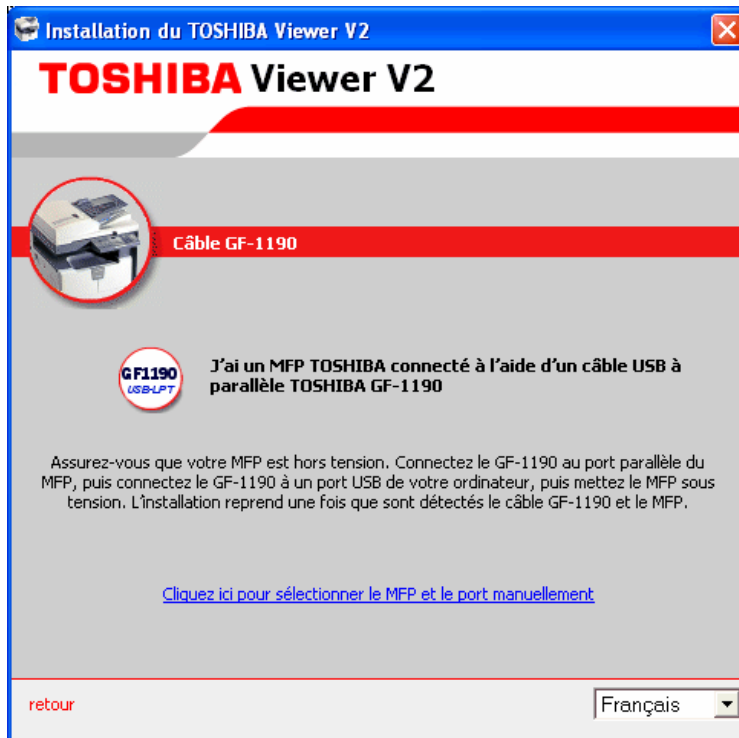 Installation du TOSHIBA Viewer V2
TOSHIBA Viewer V2
Câble GF-1190
GF1190
USB-LPT
J'ai un MFP TOSHIBA connecté à l'aide d'un câble USB à
parallèle TOSHIBA GF-1190
Assurez-vous que votre MFP est hors tension. Connectez le GF-1190 au port parallèle du
MFP, puis connectez le GF-1190 à un port USB de votre ordinateur, puis mettez le MFP sous
tension. L'installation reprend une fois que sont détectés le câble GF-1190 et le MFP.
Cliquez ici pour sélectionner le MFP et le port manuellement
retour
Français